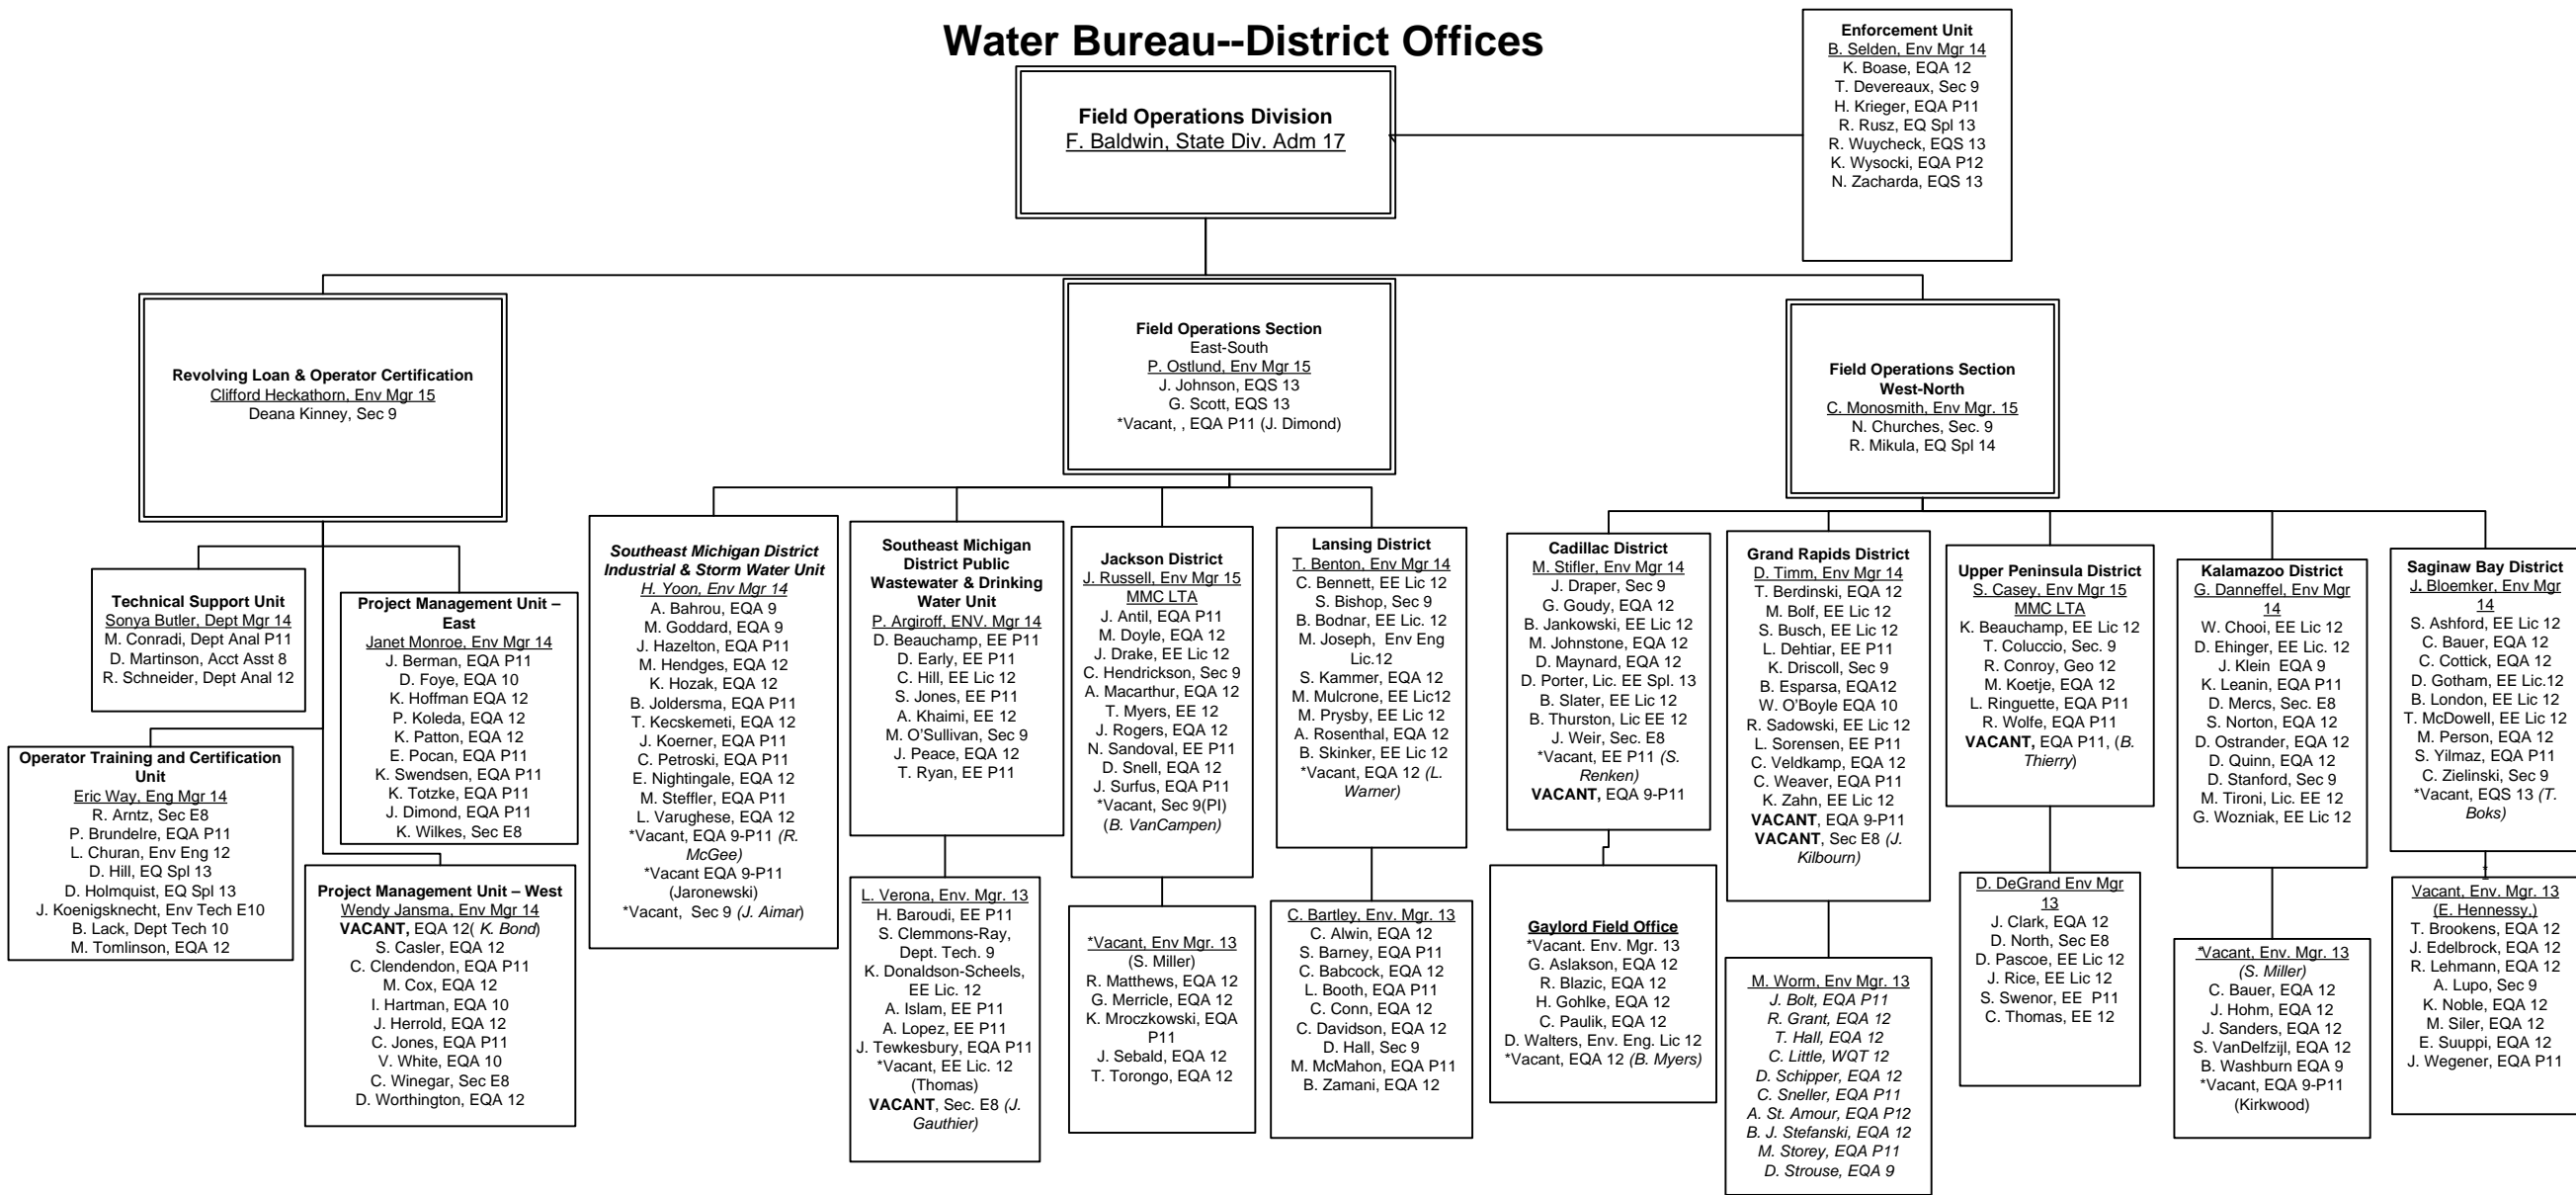 Water Bureau--District Offices
Enforcement Unit
B. Selden, Env Mgr 14
K. Boase, EQA 12
T. Devereaux, Sec 9
H. Krieger, EQA P11
R. Rusz, EQ Spl 13
R. Wuycheck, EQS 13
K. Wysocki, EQA P12
N. Zacharda, EQS 13
Field Operations Division
F. Baldwin, State Div. Adm 17
Revolving Loan & Operator Certification
Clifford Heckathorn, Env Mgr 15
Deana Kinney, Sec 9
Field Operations Section
East-South
P. Ostlund, Env Mgr 15
J. Johnson, EQS 13
G. Scott, EQS 13
*Vacant, , EQA P11 (J. Dimond)
Field Operations Section
West-North
C. Monosmith, Env Mgr. 15
N. Churches, Sec. 9
R. Mikula, EQ Spl 14
Technical Support Unit
Sonya Butler, Dept Mgr 14
M. Conradi, Dept Anal P11
D. Martinson, Acct Asst 8
R. Schneider, Dept Anal 12
Project Management Unit –
East
Janet Monroe, Env Mgr 14
J. Berman, EQA P11
D. Foye, EQA 10
K. Hoffman EQA 12
P. Koleda, EQA 12
K. Patton, EQA 12
E. Pocan, EQA P11
K. Swendsen, EQA P11
K. Totzke, EQA P11
J. Dimond, EQA P11
K. Wilkes, Sec E8
Operator Training and Certification
Unit
Eric Way, Eng Mgr 14
R. Arntz, Sec E8
P. Brundelre, EQA P11
L. Churan, Env Eng 12
D. Hill, EQ Spl 13
D. Holmquist, EQ Spl 13
J. Koenigsknecht, Env Tech E10
B. Lack, Dept Tech 10
M. Tomlinson, EQA 12
Project Management Unit – West
Wendy Jansma, Env Mgr 14
VACANT, EQA 12( K. Bond)
S. Casler, EQA 12
C. Clendendon, EQA P11
M. Cox, EQA 12
I. Hartman, EQA 10
J. Herrold, EQA 12
C. Jones, EQA P11
V. White, EQA 10
C. Winegar, Sec E8
D. Worthington, EQA 12
Southeast Michigan District
Industrial & Storm Water Unit
H. Yoon, Env Mgr 14
A. Bahrou, EQA 9
M. Goddard, EQA 9
J. Hazelton, EQA P11
M. Hendges, EQA 12
K. Hozak, EQA 12
B. Joldersma, EQA P11
T. Kecskemeti, EQA 12
J. Koerner, EQA P11
C. Petroski, EQA P11
E. Nightingale, EQA 12
M. Steffler, EQA P11
L. Varughese, EQA 12
*Vacant, EQA 9-P11 (R.
McGee)
*Vacant EQA 9-P11
(Jaronewski)
*Vacant, Sec 9 (J. Aimar)
Southeast Michigan
District Public
Wastewater & Drinking
Water Unit
P. Argiroff, ENV. Mgr 14
D. Beauchamp, EE P11
D. Early, EE P11
C. Hill, EE Lic 12
S. Jones, EE P11
A. Khaimi, EE 12
M. O'Sullivan, Sec 9
J. Peace, EQA 12
T. Ryan, EE P11
L. Verona, Env. Mgr. 13
H. Baroudi, EE P11
S. Clemmons-Ray,
Dept. Tech. 9
K. Donaldson-Scheels,
EE Lic. 12
A. Islam, EE P11
A. Lopez, EE P11
J. Tewkesbury, EQA P11
*Vacant, EE Lic. 12
(Thomas)
VACANT, Sec. E8 (J.
Gauthier)
Jackson District
J. Russell, Env Mgr 15
MMC LTA
J. Antil, EQA P11
M. Doyle, EQA 12
J. Drake, EE Lic 12
C. Hendrickson, Sec 9
A. Macarthur, EQA 12
T. Myers, EE 12
J. Rogers, EQA 12
N. Sandoval, EE P11
D. Snell, EQA 12
J. Surfus, EQA P11
*Vacant, Sec 9(PI)
(B. VanCampen)
*Vacant, Env Mgr. 13
(S. Miller)
R. Matthews, EQA 12
G. Merricle, EQA 12
K. Mroczkowski, EQA
P11
J. Sebald, EQA 12
T. Torongo, EQA 12
Lansing District
T. Benton, Env Mgr 14
C. Bennett, EE Lic 12
S. Bishop, Sec 9
B. Bodnar, EE Lic. 12
M. Joseph, Env Eng
Lic.12
S. Kammer, EQA 12
M. Mulcrone, EE Lic12
M. Prysby, EE Lic 12
A. Rosenthal, EQA 12
B. Skinker, EE Lic 12
*Vacant, EQA 12 (L.
Warner)
C. Bartley, Env. Mgr. 13
C. Alwin, EQA 12
S. Barney, EQA P11
C. Babcock, EQA 12
L. Booth, EQA P11
C. Conn, EQA 12
C. Davidson, EQA 12
D. Hall, Sec 9
M. McMahon, EQA P11
B. Zamani, EQA 12
Cadillac District
M. Stifler, Env Mgr 14
J. Draper, Sec 9
G. Goudy, EQA 12
B. Jankowski, EE Lic 12
M. Johnstone, EQA 12
D. Maynard, EQA 12
D. Porter, Lic. EE Spl. 13
B. Slater, EE Lic 12
B. Thurston, Lic EE 12
J. Weir, Sec. E8
*Vacant, EE P11 (S.
Renken)
VACANT, EQA 9-P11
Gaylord Field Office
*Vacant. Env. Mgr. 13
G. Aslakson, EQA 12
R. Blazic, EQA 12
H. Gohlke, EQA 12
C. Paulik, EQA 12
D. Walters, Env. Eng. Lic 12
*Vacant, EQA 12 (B. Myers)
Grand Rapids District
D. Timm, Env Mgr 14
T. Berdinski, EQA 12
M. Bolf, EE Lic 12
S. Busch, EE Lic 12
L. Dehtiar, EE P11
K. Driscoll, Sec 9
B. Esparsa, EQA12
W. O'Boyle EQA 10
R. Sadowski, EE Lic 12
L. Sorensen, EE P11
C. Veldkamp, EQA 12
C. Weaver, EQA P11
K. Zahn, EE Lic 12
VACANT, EQA 9-P11
VACANT, Sec E8 (J.
Kilbourn)
M. Worm, Env Mgr. 13
J. Bolt, EQA P11
R. Grant, EQA 12
T. Hall, EQA 12
C. Little, WQT 12
D. Schipper, EQA 12
C. Sneller, EQA P11
A. St. Amour, EQA P12
B. J. Stefanski, EQA 12
M. Storey, EQA P11
D. Strouse, EQA 9
Upper Peninsula District
S. Casey, Env Mgr 15
MMC LTA
K. Beauchamp, EE Lic 12
T. Coluccio, Sec. 9
R. Conroy, Geo 12
M. Koetje, EQA 12
L. Ringuette, EQA P11
R. Wolfe, EQA P11
VACANT, EQA P11, (B.
Thierry)
D. DeGrand Env Mgr
13
J. Clark, EQA 12
D. North, Sec E8
D. Pascoe, EE Lic 12
J. Rice, EE Lic 12
S. Swenor, EE P11
C. Thomas, EE 12
Kalamazoo District
G. Danneffel, Env Mgr
14
W. Chooi, EE Lic 12
D. Ehinger, EE Lic. 12
J. Klein EQA 9
K. Leanin, EQA P11
D. Mercs, Sec. E8
S. Norton, EQA 12
D. Ostrander, EQA 12
D. Quinn, EQA 12
D. Stanford, Sec 9
M. Tironi, Lic. EE 12
G. Wozniak, EE Lic 12
*Vacant, Env. Mgr. 13
(S. Miller)
C. Bauer, EQA 12
J. Hohm, EQA 12
J. Sanders, EQA 12
S. VanDelfzijl, EQA 12
B. Washburn EQA 9
*Vacant, EQA 9-P11
(Kirkwood)
Saginaw Bay District
J. Bloemker, Env Mgr
14
S. Ashford, EE Lic 12
C. Bauer, EQA 12
C. Cottick, EQA 12
D. Gotham, EE Lic.12
B. London, EE Lic 12
T. McDowell, EE Lic 12
M. Person, EQA 12
S. Yilmaz, EQA P11
C. Zielinski, Sec 9
*Vacant, EQS 13 (T.
Boks)
*
Vacant, Env. Mgr. 13
(E. Hennessy,)
T. Brookens, EQA 12
J. Edelbrock, EQA 12
R. Lehmann, EQA 12
A. Lupo, Sec 9
K. Noble, EQA 12
M. Siler, EQA 12
E. Suuppi, EQA 12
J. Wegener, EQA P11